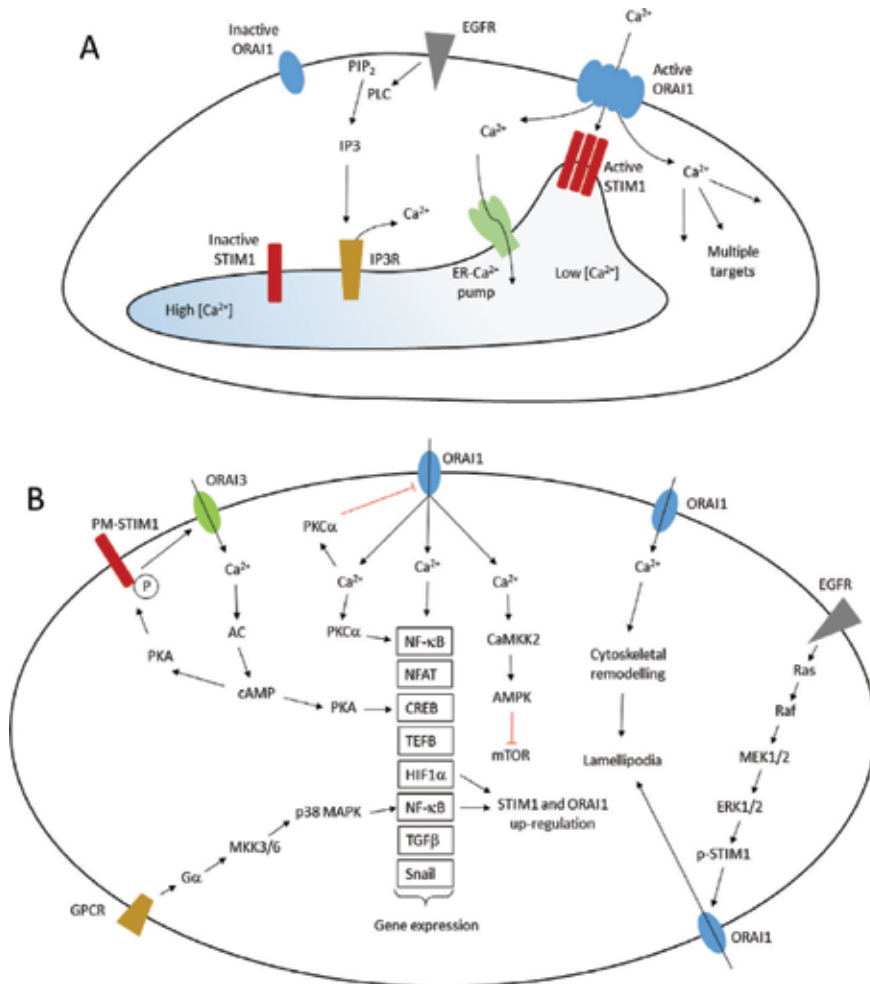 A
Inactive
ORAI1
EGFR
Ca²⁺
Active
ORAI1
PIP₂
PLC
IP3
Ca²⁺
Active
STIM1
Ca²⁺
Multiple
targets
Inactive
STIM1
Ca²⁺
IP3R
ER-Ca²⁺
pump
Low [Ca²⁺]
High [Ca²⁺]
B
ORAI3
PM-STIM1
P
Ca²⁺
AC
cAMP
PKA
PKA
ORAI1
PKCα
Ca²⁺
PKCα
Ca²⁺
Ca²⁺
CaMKK2
AMPK
mTOR
NF-κB
NFAT
CREB
TEFB
HIF1α
NF-κB
TGFβ
Snail
Gene expression
STIM1 and ORAI1
up-regulation
GPCR
Gα
MKK3/6
p38 MAPK
ORAI1
Ca²⁺
Cytoskeletal
remodelling
Lamellipodia
EGFR
Ras
Raf
MEK1/2
ERK1/2
p-STIM1
ORAI1